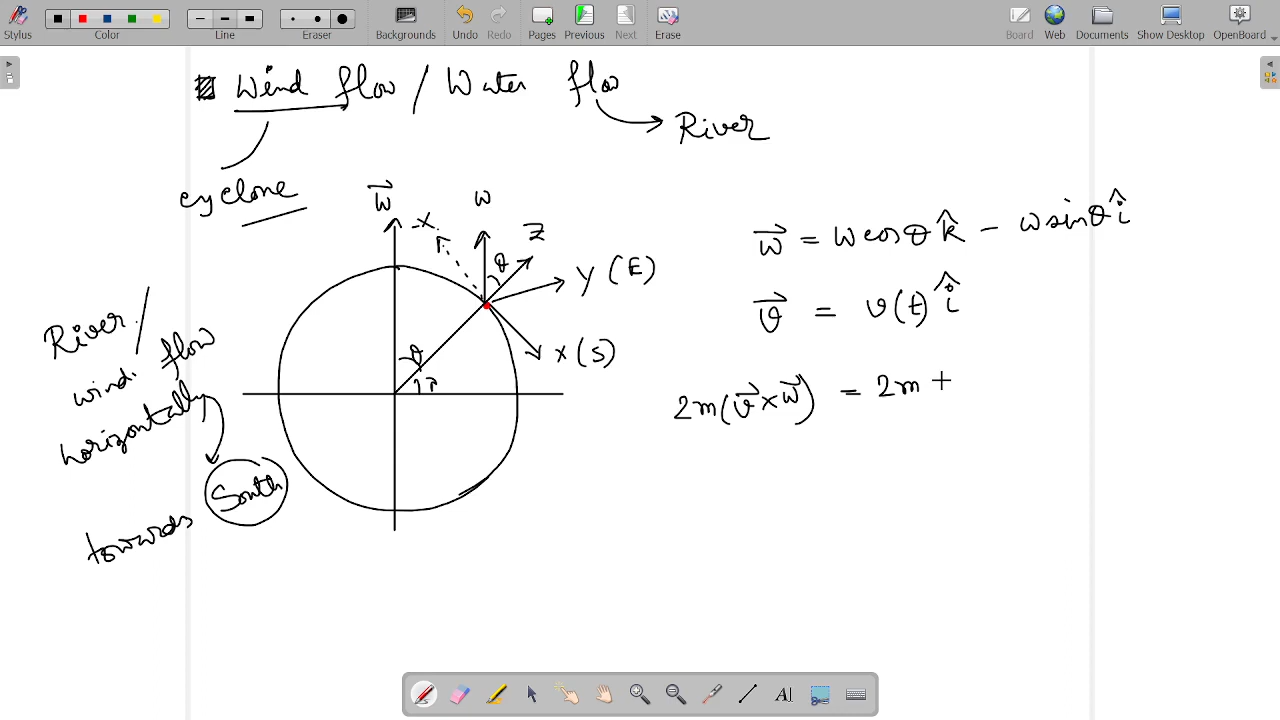 Stylus Color Line Eraser Backgrounds Undo Redo Pages Previous Next Erase Board Web Documents Show Desktop OpenBoard
Wind flow / Water flow
River
cyclone
w⃗
w
-X
Z
θ
Y (E)
X (S)
θ
River /
wind flow
horizontally
towards South
w⃗ = w cosθ k̂ - w sinθ î
v⃗ = v(t) î
2m(v⃗ × w⃗) = 2m +